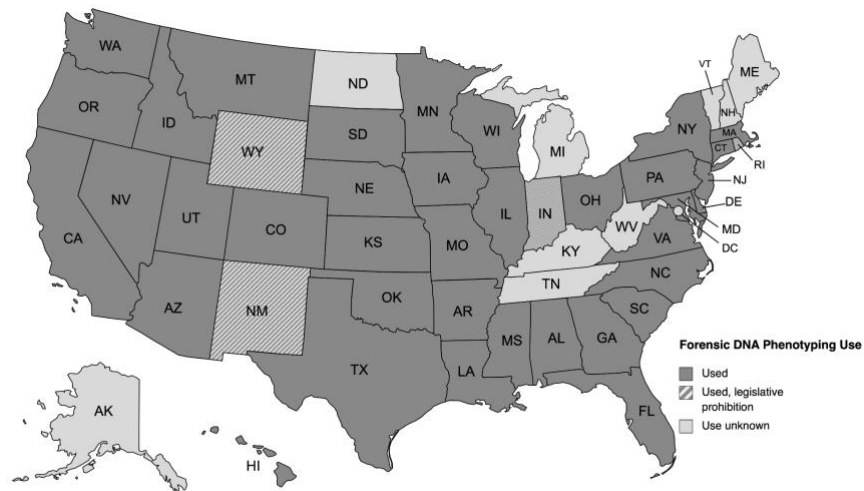 WA
MT
ND
MN
VT
ME
NH
OR
ID
SD
WI
NY
MA
WY
MI
CT
RI
IA
PA
NJ
NE
OH
NV
IL
IN
DE
UT
CO
WV
MD
CA
KS
MO
KY
VA
DC
NC
TN
OK
AZ
NM
AR
SC
MS
AL
GA
TX
LA
FL
AK
HI
Forensic DNA Phenotyping Use
Used
Used, legislative
prohibition
Use unknown